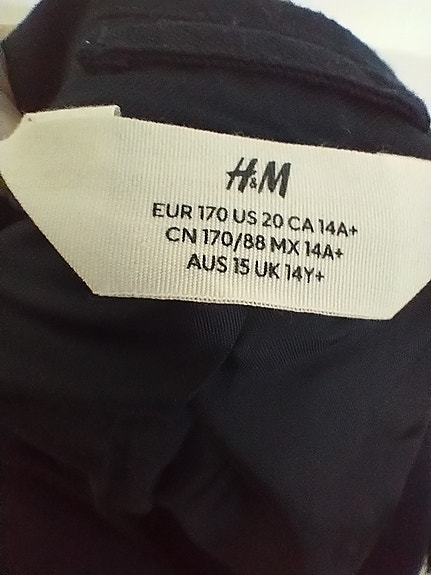 H&M
EUR 170 US 20 CA 14A+
CN 170/88 MX 14A+
AUS 15 UK 14Y+